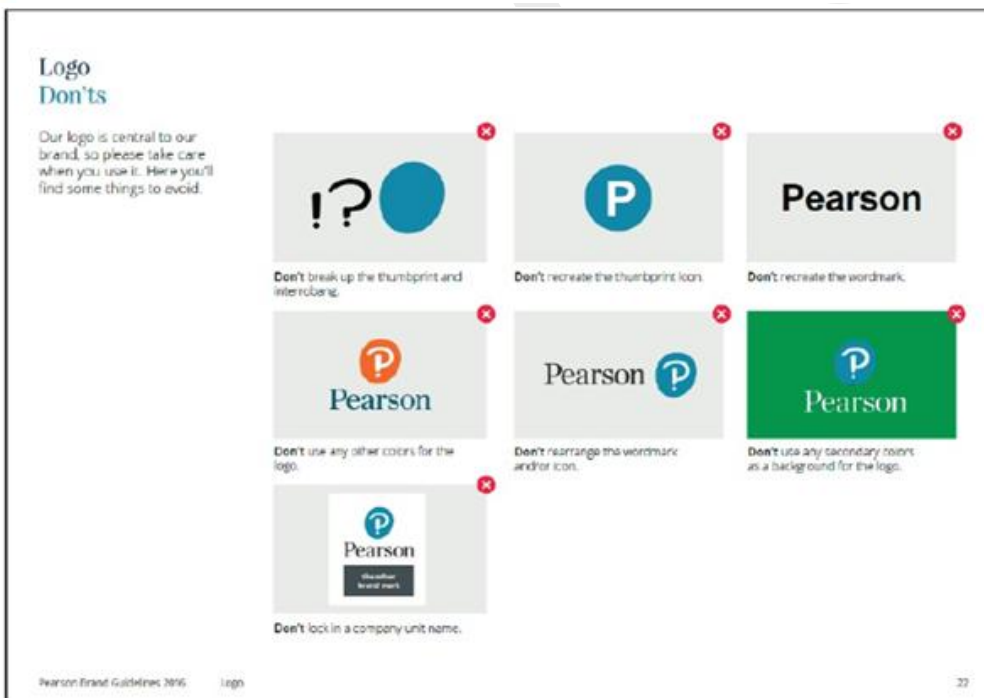 Logo
Don'ts
Our logo is central to our
brand, so please take care
when you use it. Here you'll
find some things to avoid.
!?
P
Pearson
Don't break up the thumbprint and
interrobang.
Don't recreate the thumbprint icon.
Don't recreate the wordmark.
Pearson
Pearson
Pearson
Don't use any other colors for the
logo.
Don't rearrange the wordmark
and/or icon.
Don't use any secondary colors
as a background for the logo.
Pearson
brand mark
Don't lock in a company unit name.
Pearson Brand Guidelines 2016
Logo
22